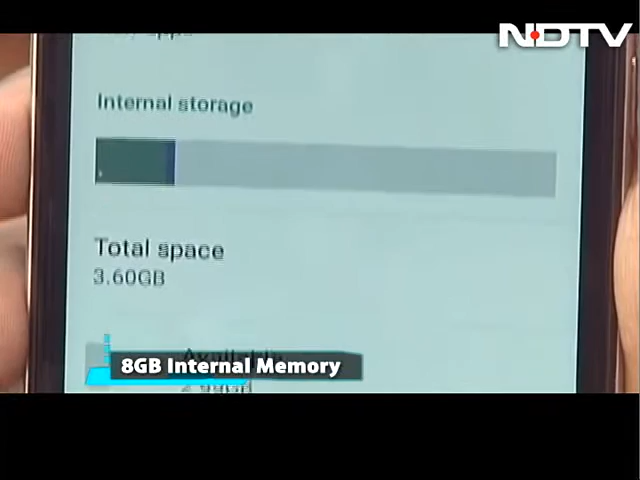 NDTV
Internal storage
Total space
3.60GB
8GB Internal Memory